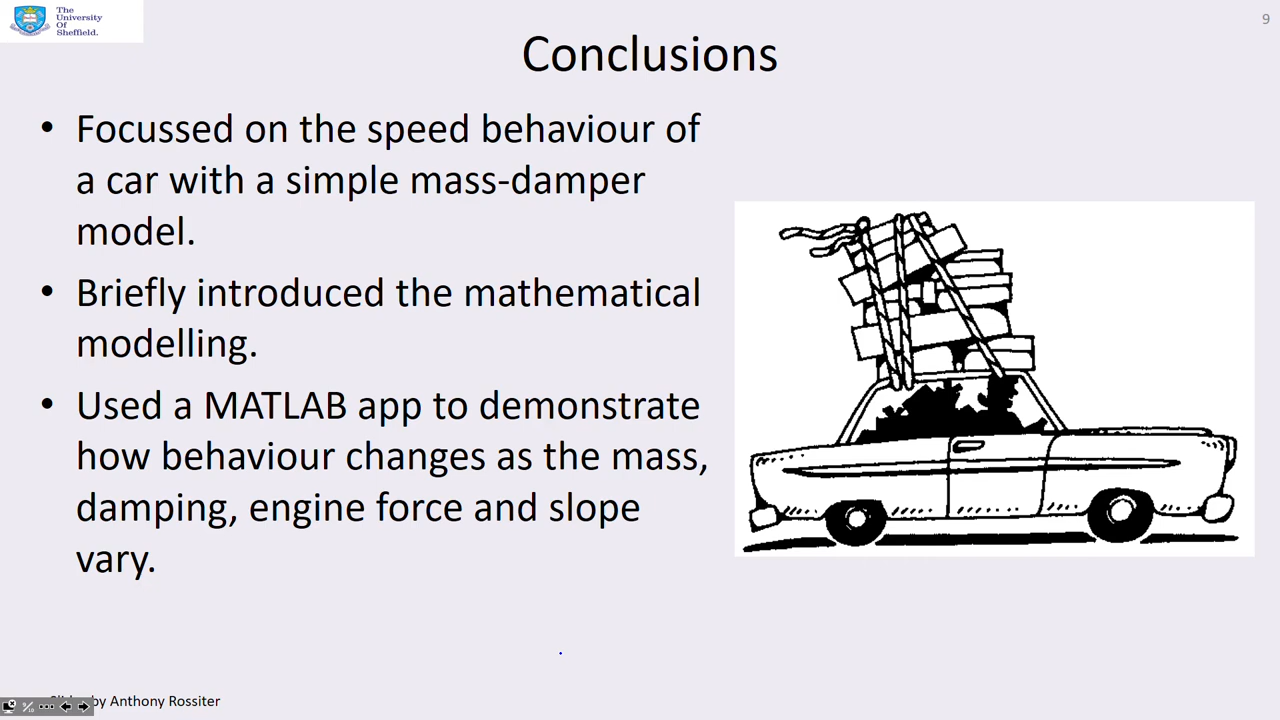 The
University
Of
Sheffield.
9
Conclusions
• Focussed on the speed behaviour of
a car with a simple mass-damper
model.
• Briefly introduced the mathematical
modelling.
• Used a MATLAB app to demonstrate
how behaviour changes as the mass,
damping, engine force and slope
vary.
by Anthony Rossiter